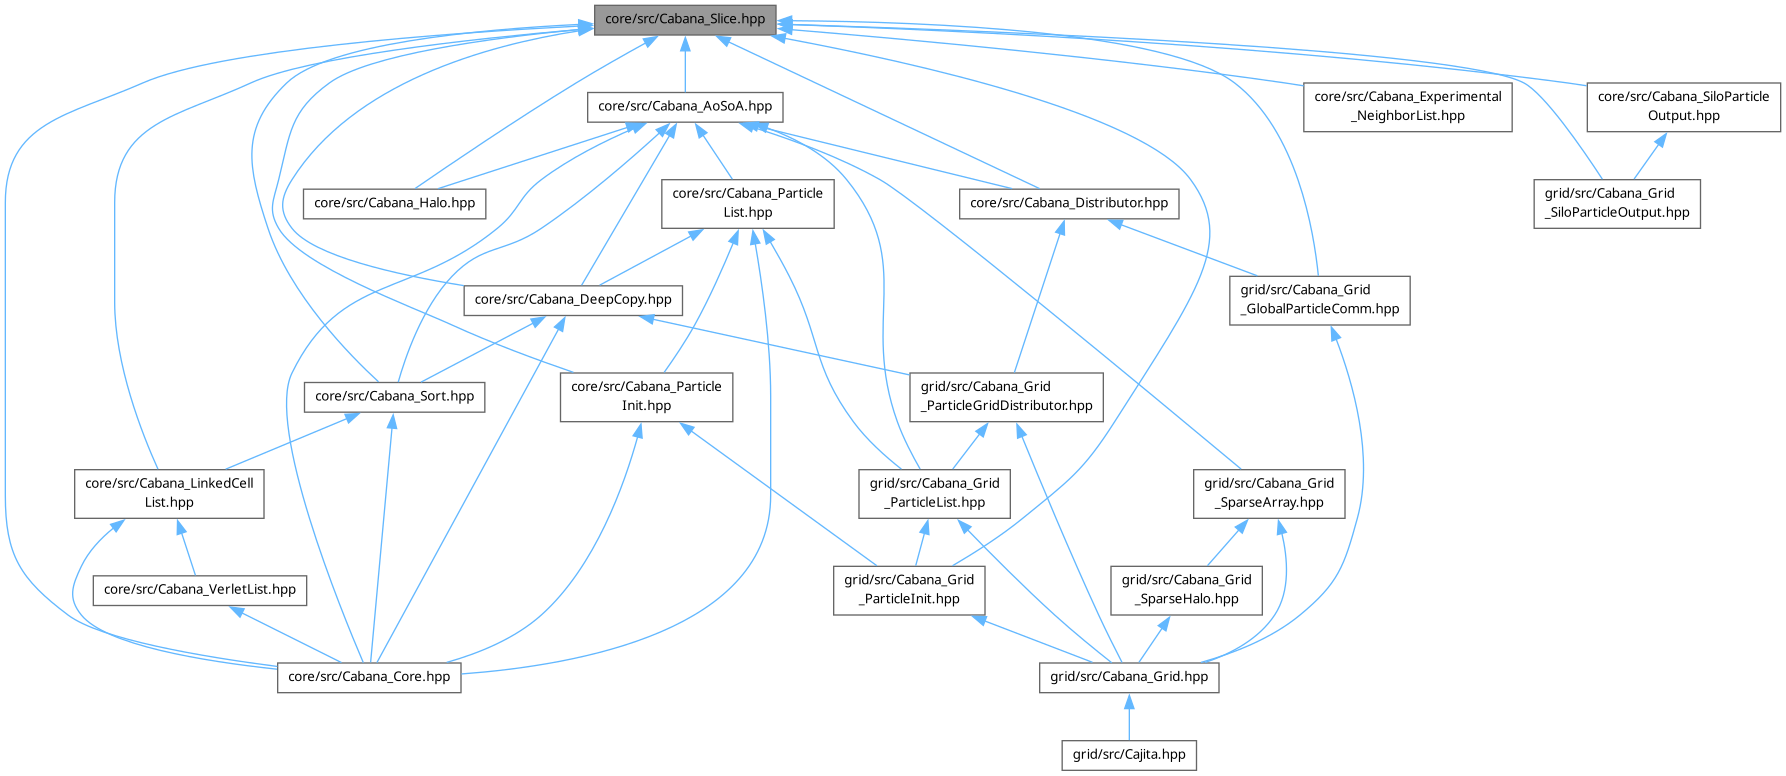 core/src/Cabana_Slice.hpp
core/src/Cabana_AoSoA.hpp
core/src/Cabana_Experimental
_NeighborList.hpp
core/src/Cabana_SiloParticle
Output.hpp
core/src/Cabana_Halo.hpp
core/src/Cabana_Particle
List.hpp
core/src/Cabana_Distributor.hpp
grid/src/Cabana_Grid
_SiloParticleOutput.hpp
core/src/Cabana_DeepCopy.hpp
grid/src/Cabana_Grid
_GlobalParticleComm.hpp
core/src/Cabana_Sort.hpp
core/src/Cabana_Particle
Init.hpp
grid/src/Cabana_Grid
_ParticleGridDistributor.hpp
core/src/Cabana_LinkedCell
List.hpp
grid/src/Cabana_Grid
_ParticleList.hpp
grid/src/Cabana_Grid
_SparseArray.hpp
core/src/Cabana_VerletList.hpp
grid/src/Cabana_Grid
_ParticleInit.hpp
grid/src/Cabana_Grid
_SparseHalo.hpp
core/src/Cabana_Core.hpp
grid/src/Cabana_Grid.hpp
grid/src/Cajita.hpp